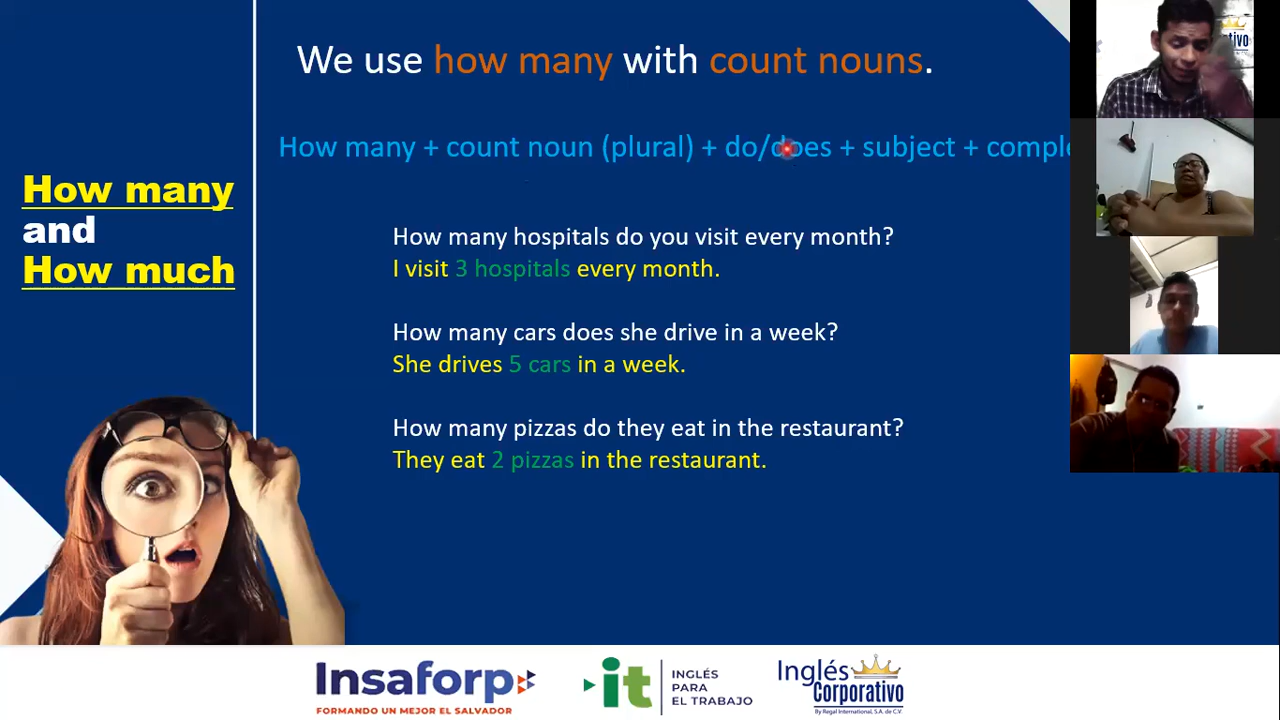 We use how many with count nouns.
How many + count noun (plural) + do/does + subject + comple
How many
and
How much
How many hospitals do you visit every month?
I visit 3 hospitals every month.
How many cars does she drive in a week?
She drives 5 cars in a week.
How many pizzas do they eat in the restaurant?
They eat 2 pizzas in the restaurant.
Insaforp
FORMANDO UN MEJOR EL SALVADOR
it
INGLÉS
PARA
EL TRABAJO
Inglés
Corporativo
By Regal International, S.A. de C.V.